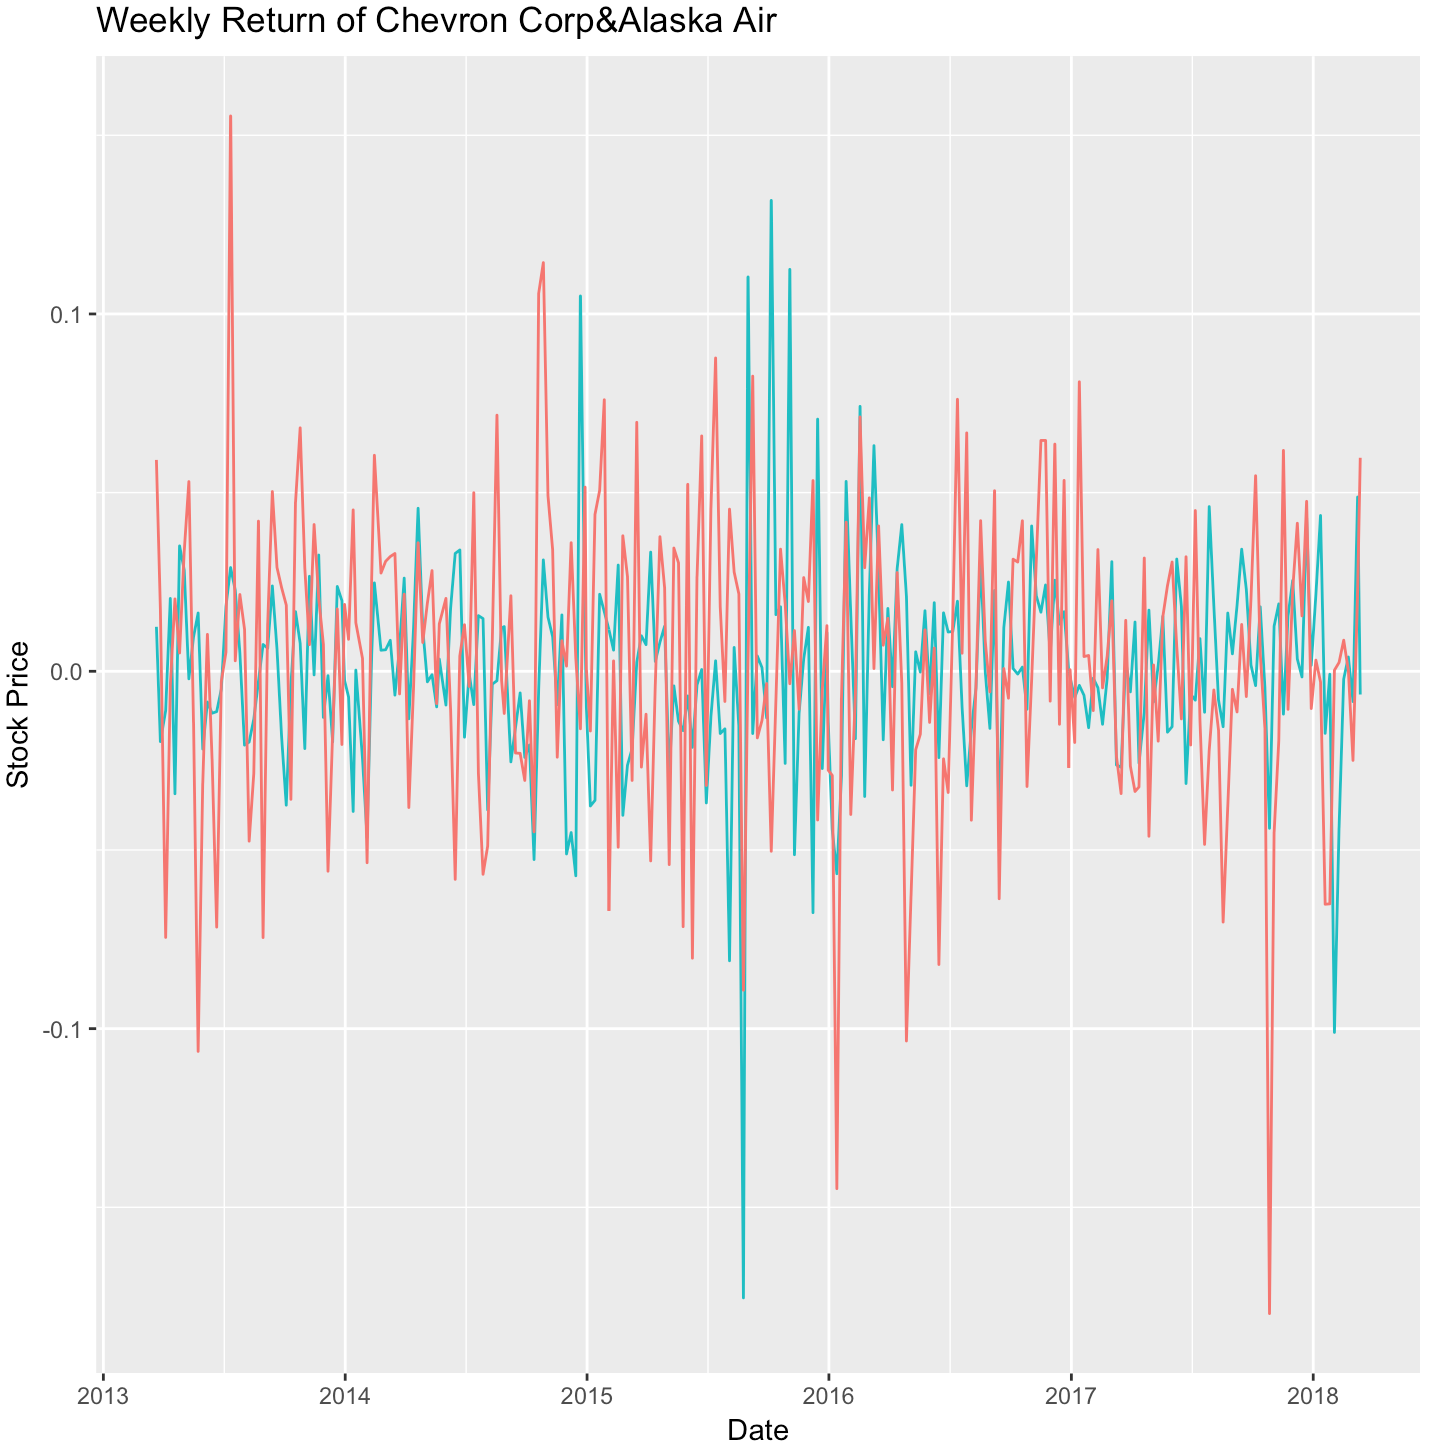 Weekly Return of Chevron Corp&Alaska Air
Stock Price
0.1
0.0
-0.1
2013 2014 2015 2016 2017 2018
Date